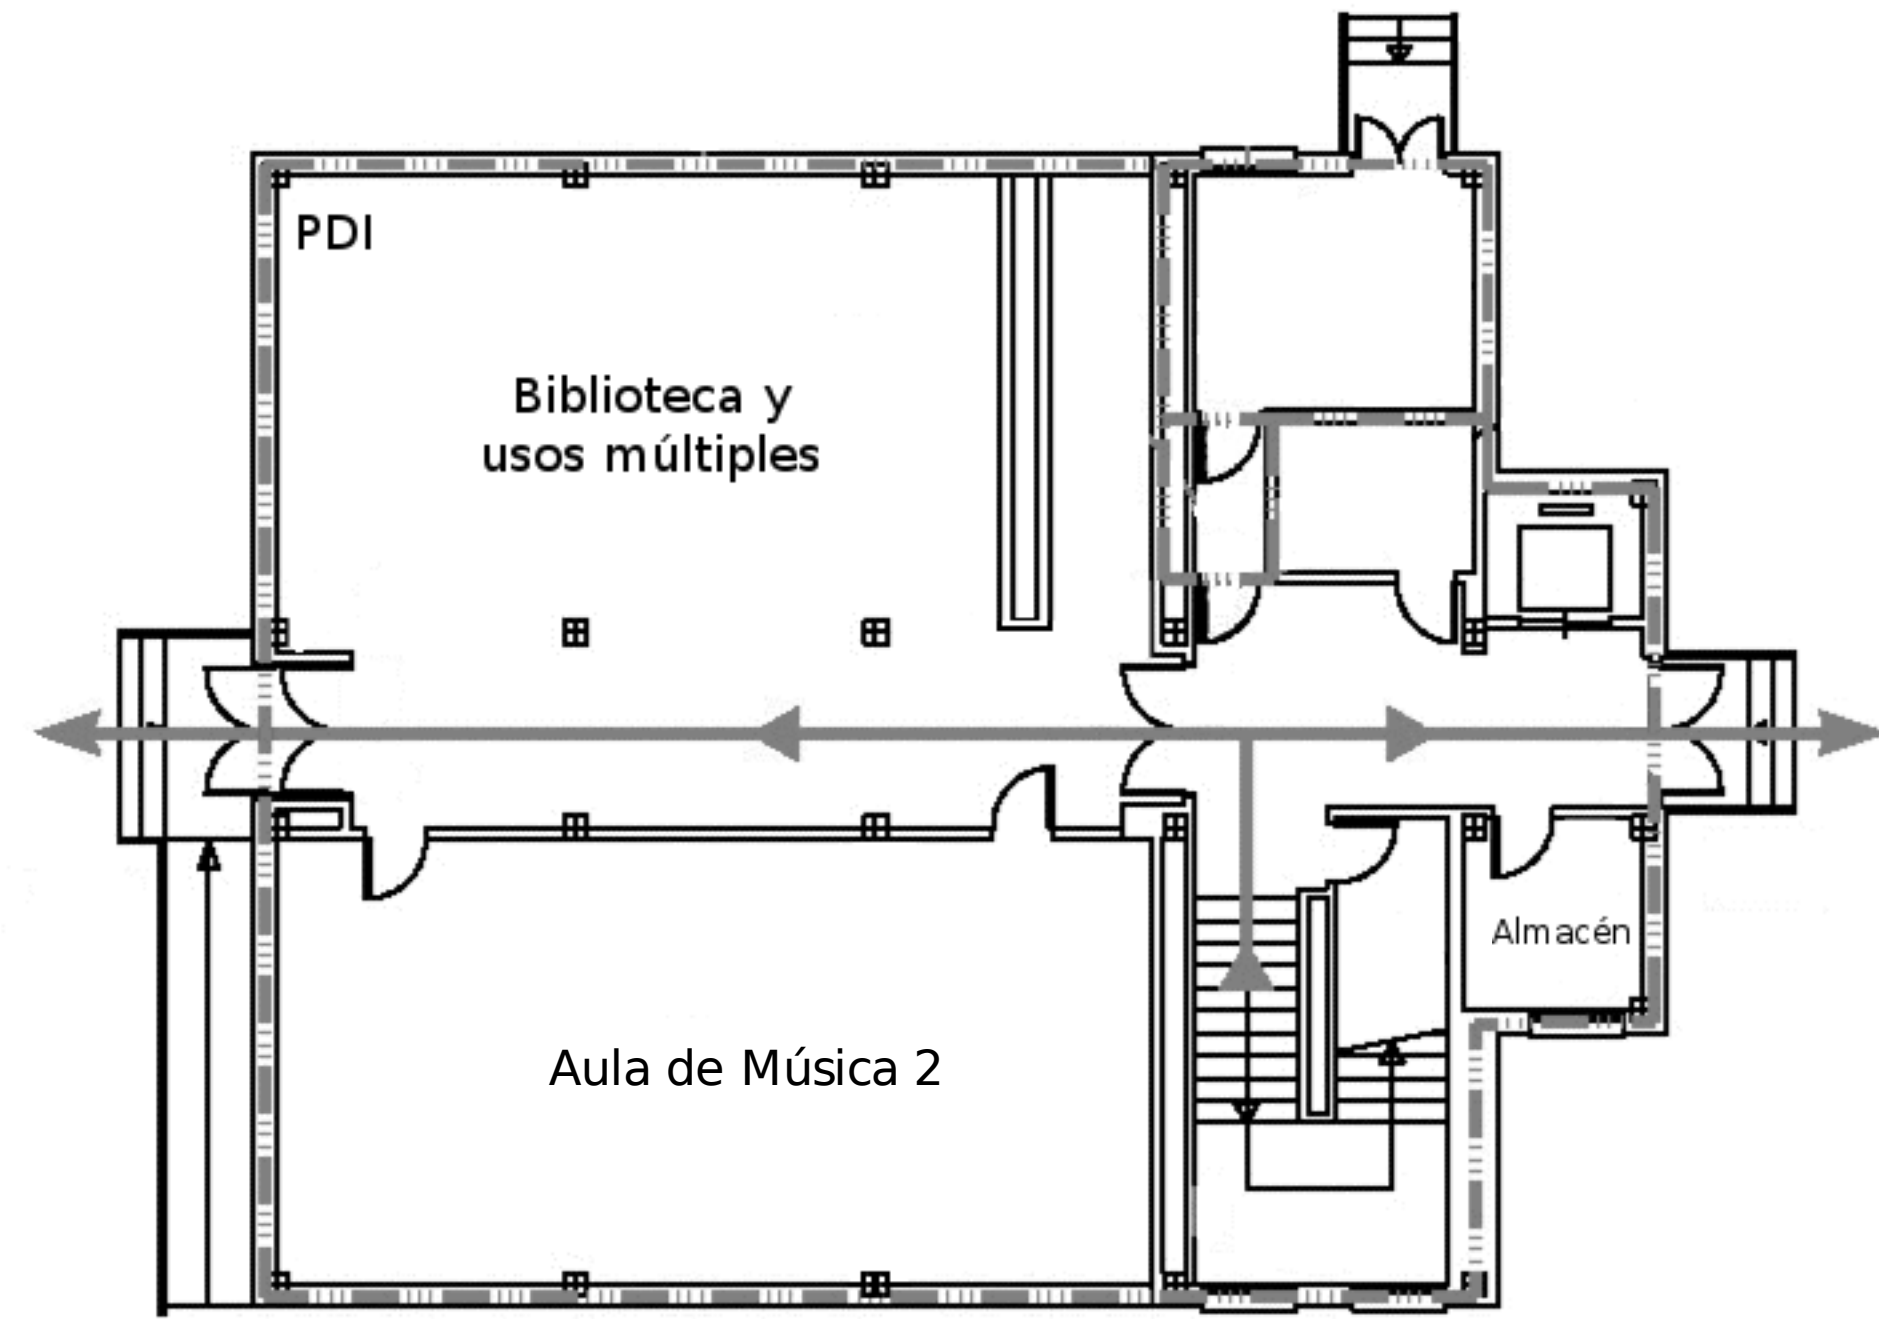 PDI
Biblioteca y
usos múltiples
Almacén
Aula de Música 2